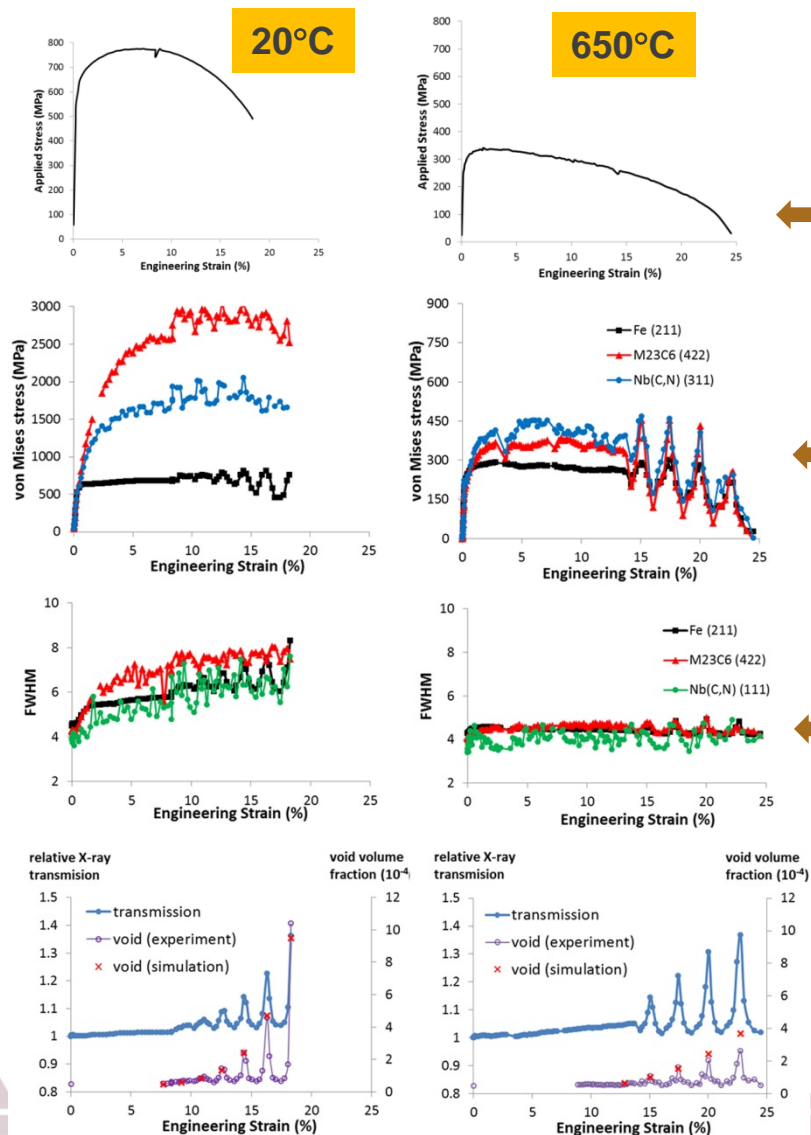 20°C
650°C
800
700
600
500
400
300
200
100
0
Applied Stress (MPa)
0 5 10 15 20 25
Engineering Strain (%)
800
700
600
500
400
300
200
100
0
Applied Stress (MPa)
0 5 10 15 20 25
Engineering Strain (%)
3000
2500
2000
1500
1000
500
0
von Mises stress (MPa)
0 5 10 15 20 25
Engineering Strain (%)
900
750
600
450
300
150
0
von Mises stress (MPa)
Fe (211)
M23C6 (422)
Nb(C,N) (311)
0 5 10 15 20 25
Engineering Strain (%)
10
8
6
4
2
FWHM
0 5 10 15 20 25
Engineering Strain (%)
10
8
6
4
2
FWHM
Fe (211)
M23C6 (422)
Nb(C,N) (111)
0 5 10 15 20 25
Engineering Strain (%)
relative X-ray
transmision
void volume
fraction (10⁻⁴)
1.5
1.4
1.3
1.2
1.1
1
0.9
0.8
transmission
void (experiment)
void (simulation)
12
10
8
6
4
2
0
0 5 10 15 20 25
Engineering Strain (%)
relative X-ray
transmision
void volume
fraction (10⁻⁴)
1.5
1.4
1.3
1.2
1.1
1
0.9
0.8
transmission
void (experiment)
void (simulation)
12
10
8
6
4
2
0
0 5 10 15 20 25
Engineering Strain (%)